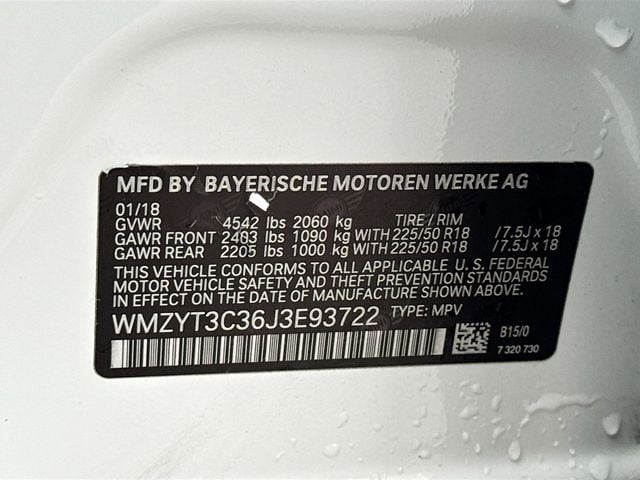 MFD BY BAYERISCHE MOTOREN WERKE AG
01/18
GVWR 4542 lbs 2060 kg TIRE / RIM
GAWR FRONT 2403 lbs 1090 kg WITH 225/50 R18 /7.5J x 18
GAWR REAR 2205 lbs 1000 kg WITH 225/50 R18 /7.5J x 18
THIS VEHICLE CONFORMS TO ALL APPLICABLE U. S. FEDERAL
MOTOR VEHICLE SAFETY AND THEFT PREVENTION STANDARDS
IN EFFECT ON THE DATE OF MANUFACTURE SHOWN ABOVE.
WMZYT3C36J3E93722 TYPE: MPV
B15/0
7 320 730